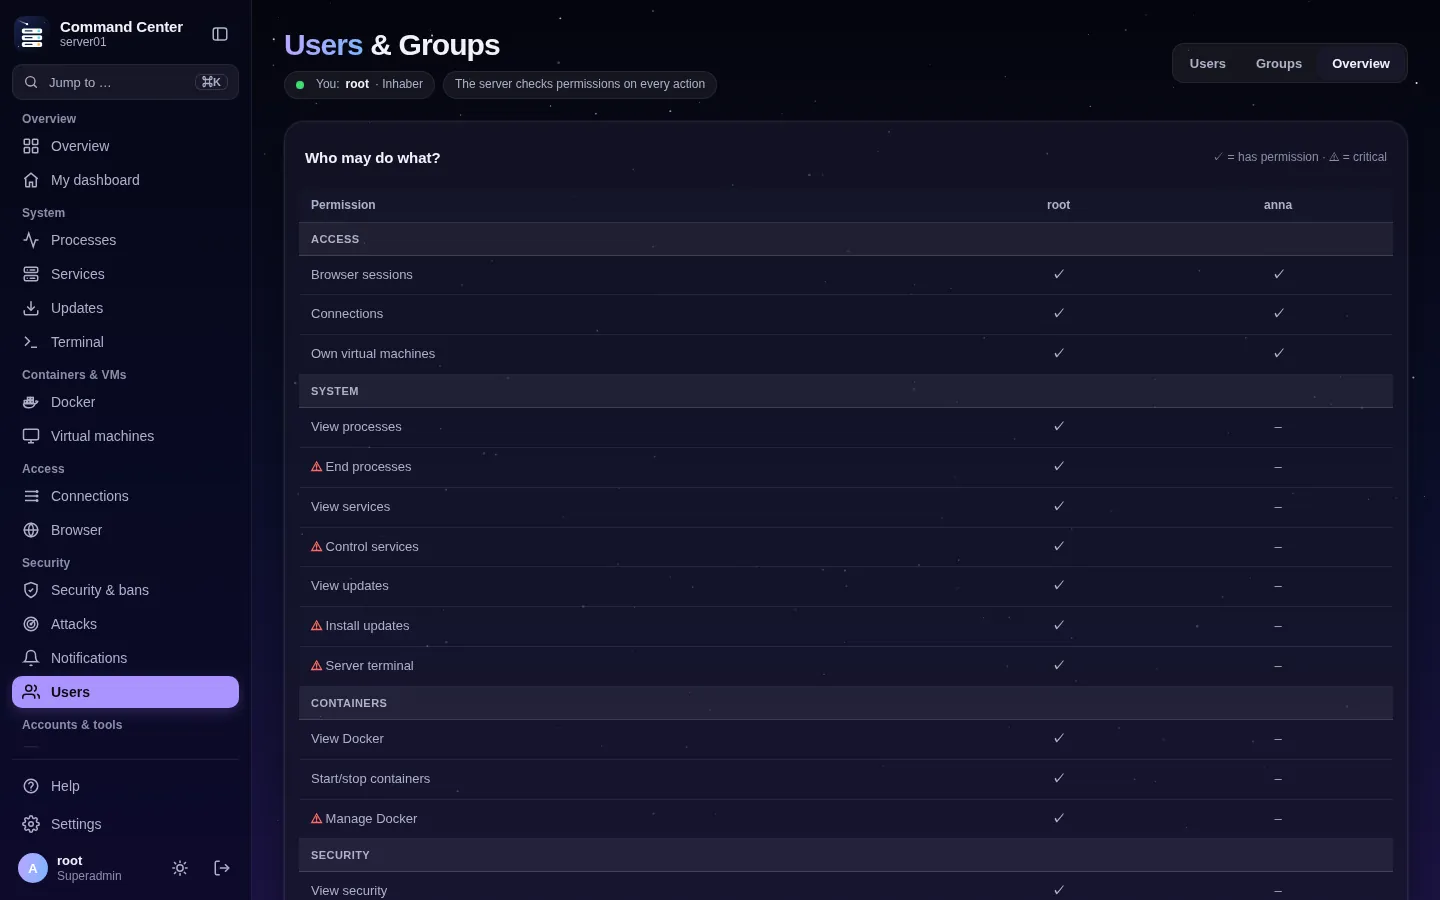 Command Center
server01
Jump to …
⌘K
Overview
Overview
My dashboard
System
Processes
Services
Updates
Terminal
Containers & VMs
Docker
Virtual machines
Access
Connections
Browser
Security
Security & bans
Attacks
Notifications
Users
Accounts & tools
Help
Settings
A
root
Superadmin
Users & Groups
You: root · Inhaber
The server checks permissions on every action
Users Groups Overview
Who may do what?
✓ = has permission · ⚠ = critical
Permission root anna
ACCESS
Browser sessions ✓ ✓
Connections ✓ ✓
Own virtual machines ✓ ✓
SYSTEM
View processes ✓ –
⚠ End processes ✓ –
View services ✓ –
⚠ Control services ✓ –
View updates ✓ –
⚠ Install updates ✓ –
⚠ Server terminal ✓ –
CONTAINERS
View Docker ✓ –
Start/stop containers ✓ –
⚠ Manage Docker ✓ –
SECURITY
View security ✓ –